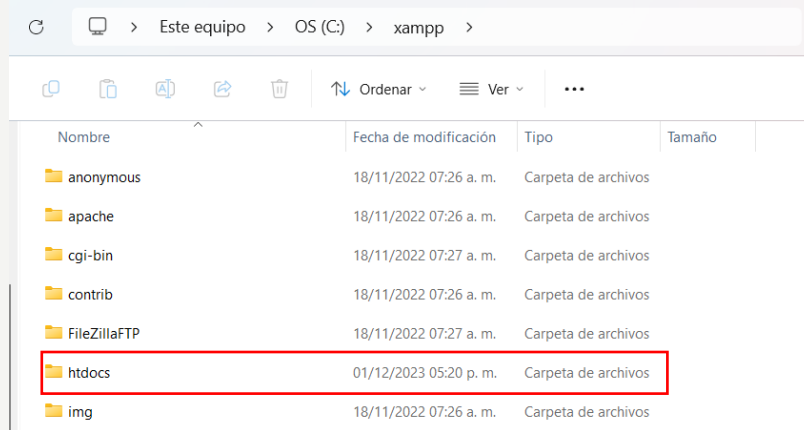 Este equipo > OS (C:) > xampp >
Ordenar Ver ...
Nombre Fecha de modificación Tipo Tamaño
anonymous 18/11/2022 07:26 a. m. Carpeta de archivos
apache 18/11/2022 07:26 a. m. Carpeta de archivos
cgi-bin 18/11/2022 07:27 a. m. Carpeta de archivos
contrib 18/11/2022 07:26 a. m. Carpeta de archivos
FileZillaFTP 18/11/2022 07:27 a. m. Carpeta de archivos
htdocs 01/12/2023 05:20 p. m. Carpeta de archivos
img 18/11/2022 07:26 a. m. Carpeta de archivos